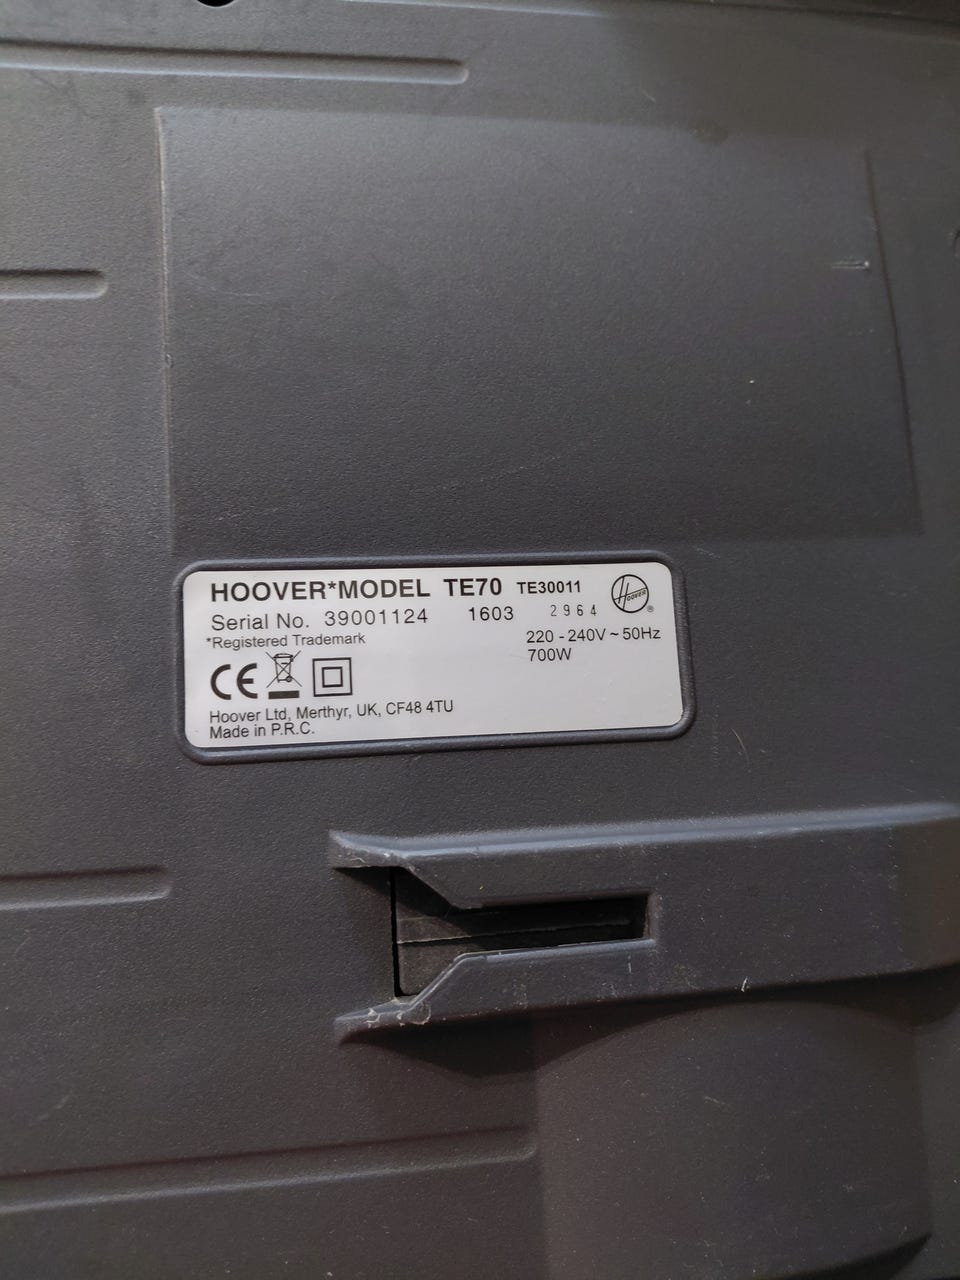 HOOVER*MODEL TE70 TE30011
HOOVER ®
Serial No. 39001124 1603 2964
*Registered Trademark
220 - 240V ~ 50Hz
700W
CE
Hoover Ltd, Merthyr, UK, CF48 4TU
Made in P.R.C.